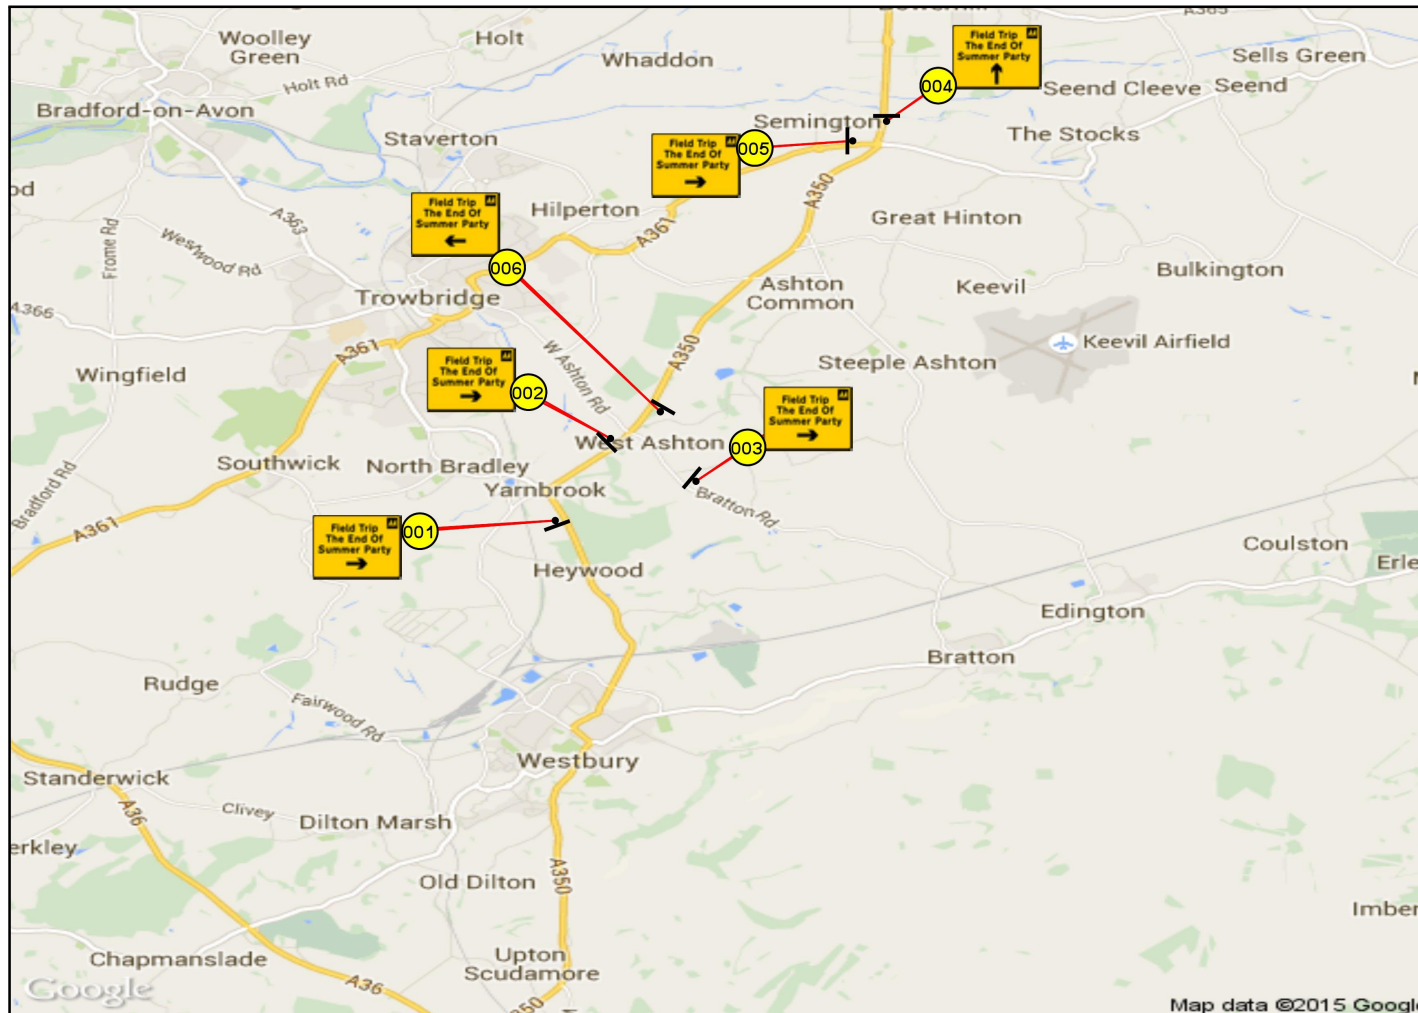 Lowerhill
A365
Woolley
Green
Holt
Whaddon
Field Trip
The End Of
Summer Party
004
Sells Green
Seend Cleeve
Seend
Holt Rd
Bradford-on-Avon
Staverton
Semington
The Stocks
Field Trip
The End Of
Summer Party
005
A350
A363
Westwood Rd
Frome Rd
Field Trip
The End Of
Summer Party
006
Hilperton
A361
Great Hinton
Bulkington
Trowbridge
Ashton
Common
Keevil
A366
A361
Wingfield
W Ashton Rd
A350
Steeple Ashton
Keevil Airfield
Field Trip
The End Of
Summer Party
002
Field Trip
The End Of
Summer Party
003
West Ashton
Southwick
North Bradley
Yarnbrook
Bradford Rd
A361
Bratton Rd
Field Trip
The End Of
Summer Party
001
Heywood
Coulston
Erle
Edington
Bratton
Rudge
Fairwood Rd
Westbury
Standerwick
A36
Clivey
Dilton Marsh
erkley
Old Dilton
A350
Imber
Chapmanslade
Upton
Scudamore
A36
350
Google
Map data ©2015 Google